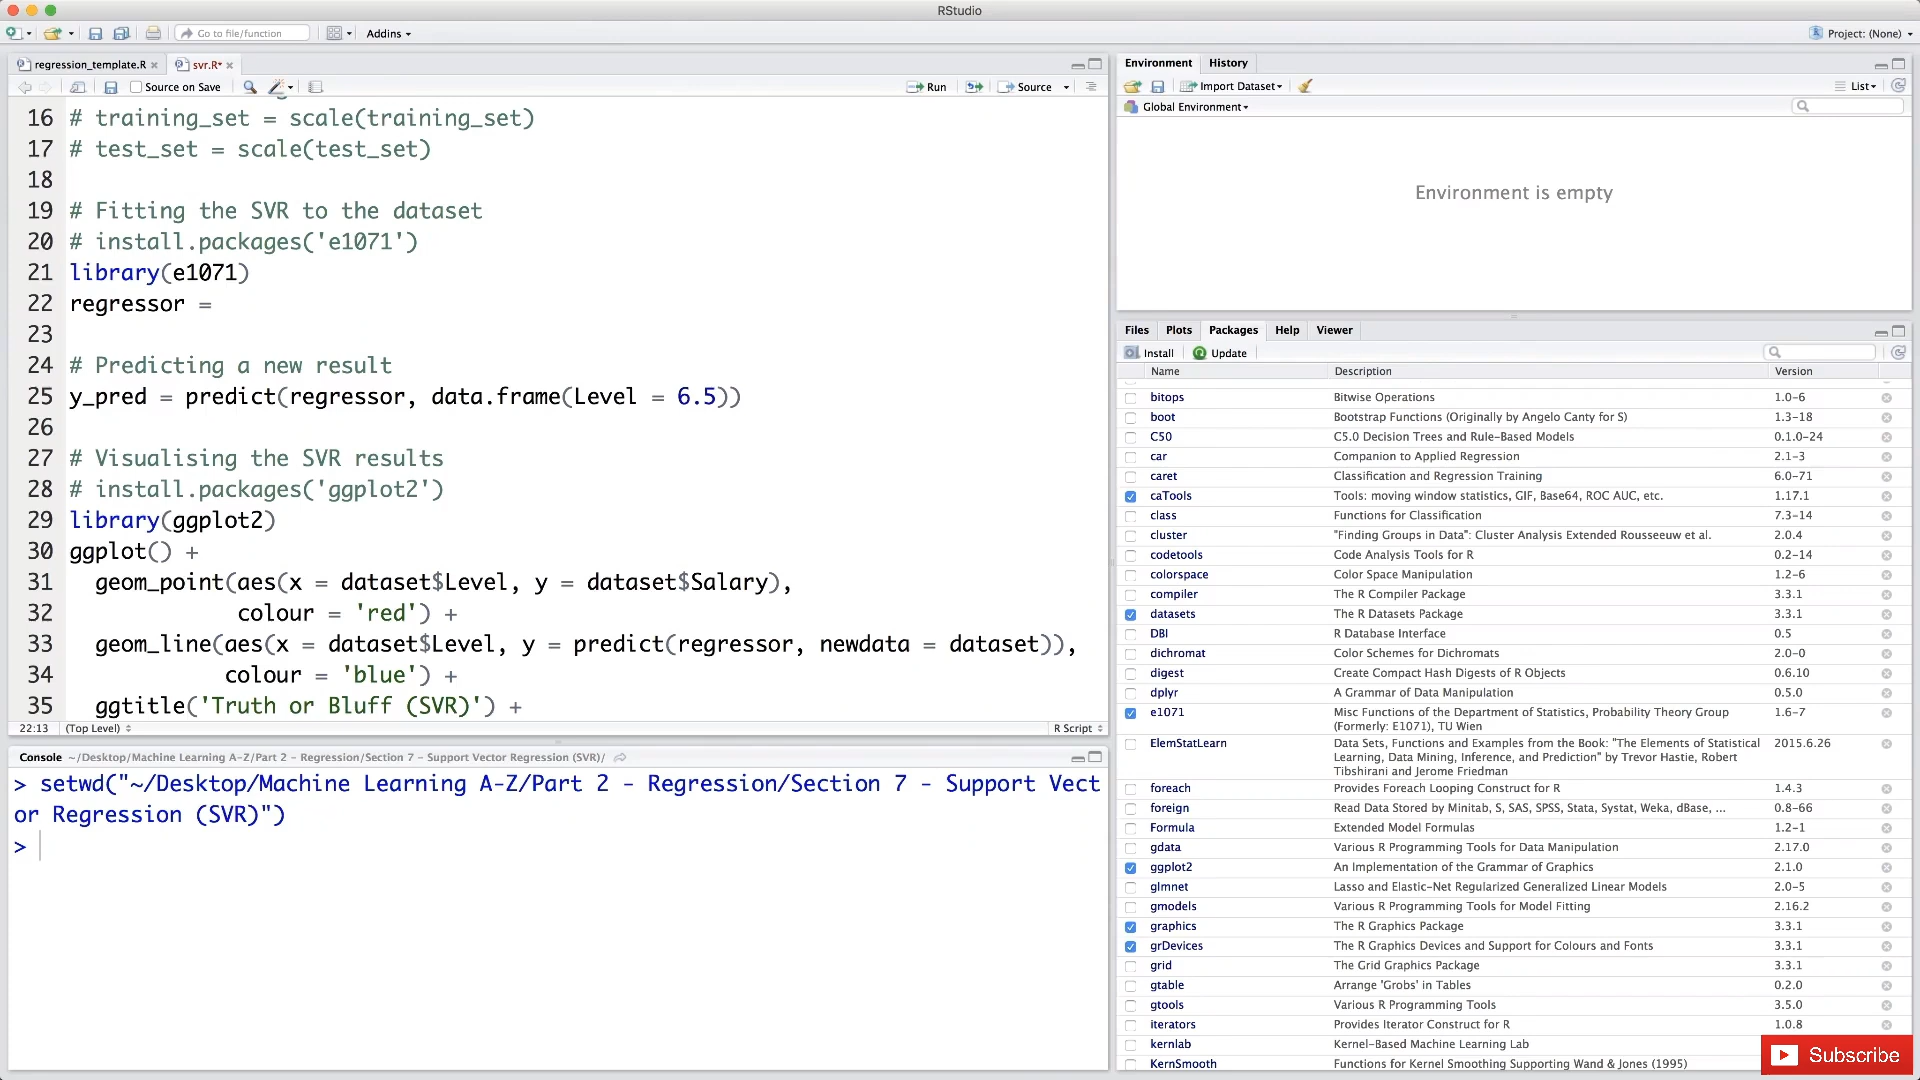 RStudio
Go to file/function
Addins
Project: (None)
regression_template.R
svr.R*
Source on Save
Run
Source
16 # training_set = scale(training_set)
17 # test_set = scale(test_set)
18
19 # Fitting the SVR to the dataset
20 # install.packages('e1071')
21 library(e1071)
22 regressor =
23
24 # Predicting a new result
25 y_pred = predict(regressor, data.frame(Level = 6.5))
26
27 # Visualising the SVR results
28 # install.packages('ggplot2')
29 library(ggplot2)
30 ggplot() +
31 geom_point(aes(x = dataset$Level, y = dataset$Salary),
32 colour = 'red') +
33 geom_line(aes(x = dataset$Level, y = predict(regressor, newdata = dataset)),
34 colour = 'blue') +
35 ggtitle('Truth or Bluff (SVR)') +
22:13 (Top Level) R Script
Console ~/Desktop/Machine Learning A-Z/Part 2 - Regression/Section 7 - Support Vector Regression (SVR)/
> setwd("~/Desktop/Machine Learning A-Z/Part 2 - Regression/Section 7 - Support Vect
or Regression (SVR)")
>
Environment History
Import Dataset
List
Global Environment
Environment is empty
Files Plots Packages Help Viewer
Install Update
Name Description Version
bitops Bitwise Operations 1.0-6
boot Bootstrap Functions (Originally by Angelo Canty for S) 1.3-18
C50 C5.0 Decision Trees and Rule-Based Models 0.1.0-24
car Companion to Applied Regression 2.1-3
caret Classification and Regression Training 6.0-71
caTools Tools: moving window statistics, GIF, Base64, ROC AUC, etc. 1.17.1
class Functions for Classification 7.3-14
cluster "Finding Groups in Data": Cluster Analysis Extended Rousseeuw et al. 2.0.4
codetools Code Analysis Tools for R 0.2-14
colorspace Color Space Manipulation 1.2-6
compiler The R Compiler Package 3.3.1
datasets The R Datasets Package 3.3.1
DBI R Database Interface 0.5
dichromat Color Schemes for Dichromats 2.0-0
digest Create Compact Hash Digests of R Objects 0.6.10
dplyr A Grammar of Data Manipulation 0.5.0
e1071 Misc Functions of the Department of Statistics, Probability Theory Group 1.6-7
(Formerly: E1071), TU Wien
ElemStatLearn Data Sets, Functions and Examples from the Book: "The Elements of Statistical 2015.6.26
Learning, Data Mining, Inference, and Prediction" by Trevor Hastie, Robert
Tibshirani and Jerome Friedman
foreach Provides Foreach Looping Construct for R 1.4.3
foreign Read Data Stored by Minitab, S, SAS, SPSS, Stata, Systat, Weka, dBase, ... 0.8-66
Formula Extended Model Formulas 1.2-1
gdata Various R Programming Tools for Data Manipulation 2.17.0
ggplot2 An Implementation of the Grammar of Graphics 2.1.0
glmnet Lasso and Elastic-Net Regularized Generalized Linear Models 2.0-5
gmodels Various R Programming Tools for Model Fitting 2.16.2
graphics The R Graphics Package 3.3.1
grDevices The R Graphics Devices and Support for Colours and Fonts 3.3.1
grid The Grid Graphics Package 3.3.1
gtable Arrange 'Grobs' in Tables 0.2.0
gtools Various R Programming Tools 3.5.0
iterators Provides Iterator Construct for R 1.0.8
kernlab Kernel-Based Machine Learning Lab
KernSmooth Functions for Kernel Smoothing Supporting Wand & Jones (1995)
Subscribe